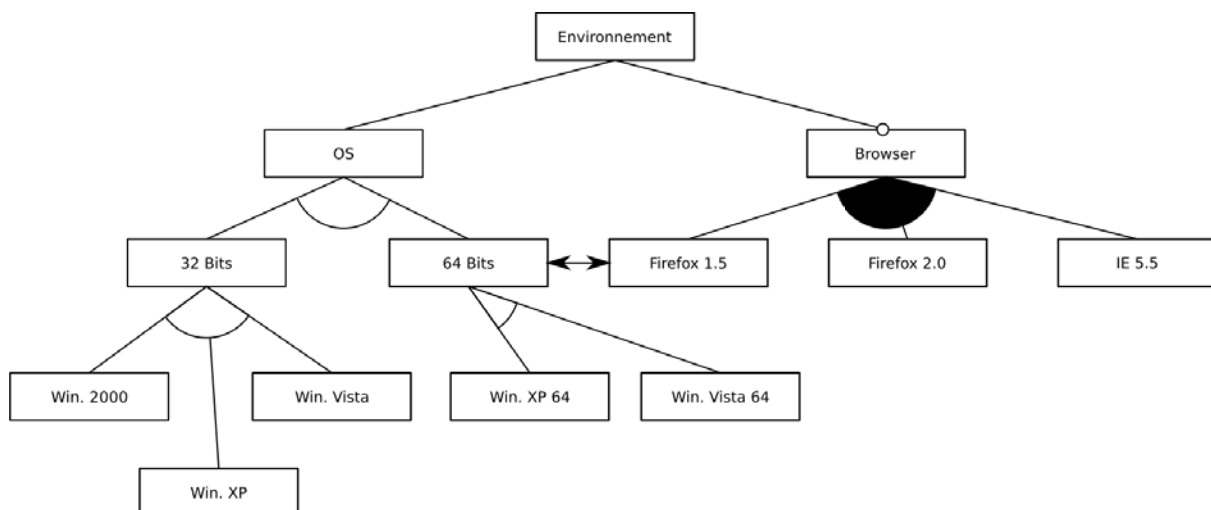 Environnement
OS
Browser
32 Bits
64 Bits
Firefox 1.5
Firefox 2.0
IE 5.5
Win. 2000
Win. Vista
Win. XP 64
Win. Vista 64
Win. XP